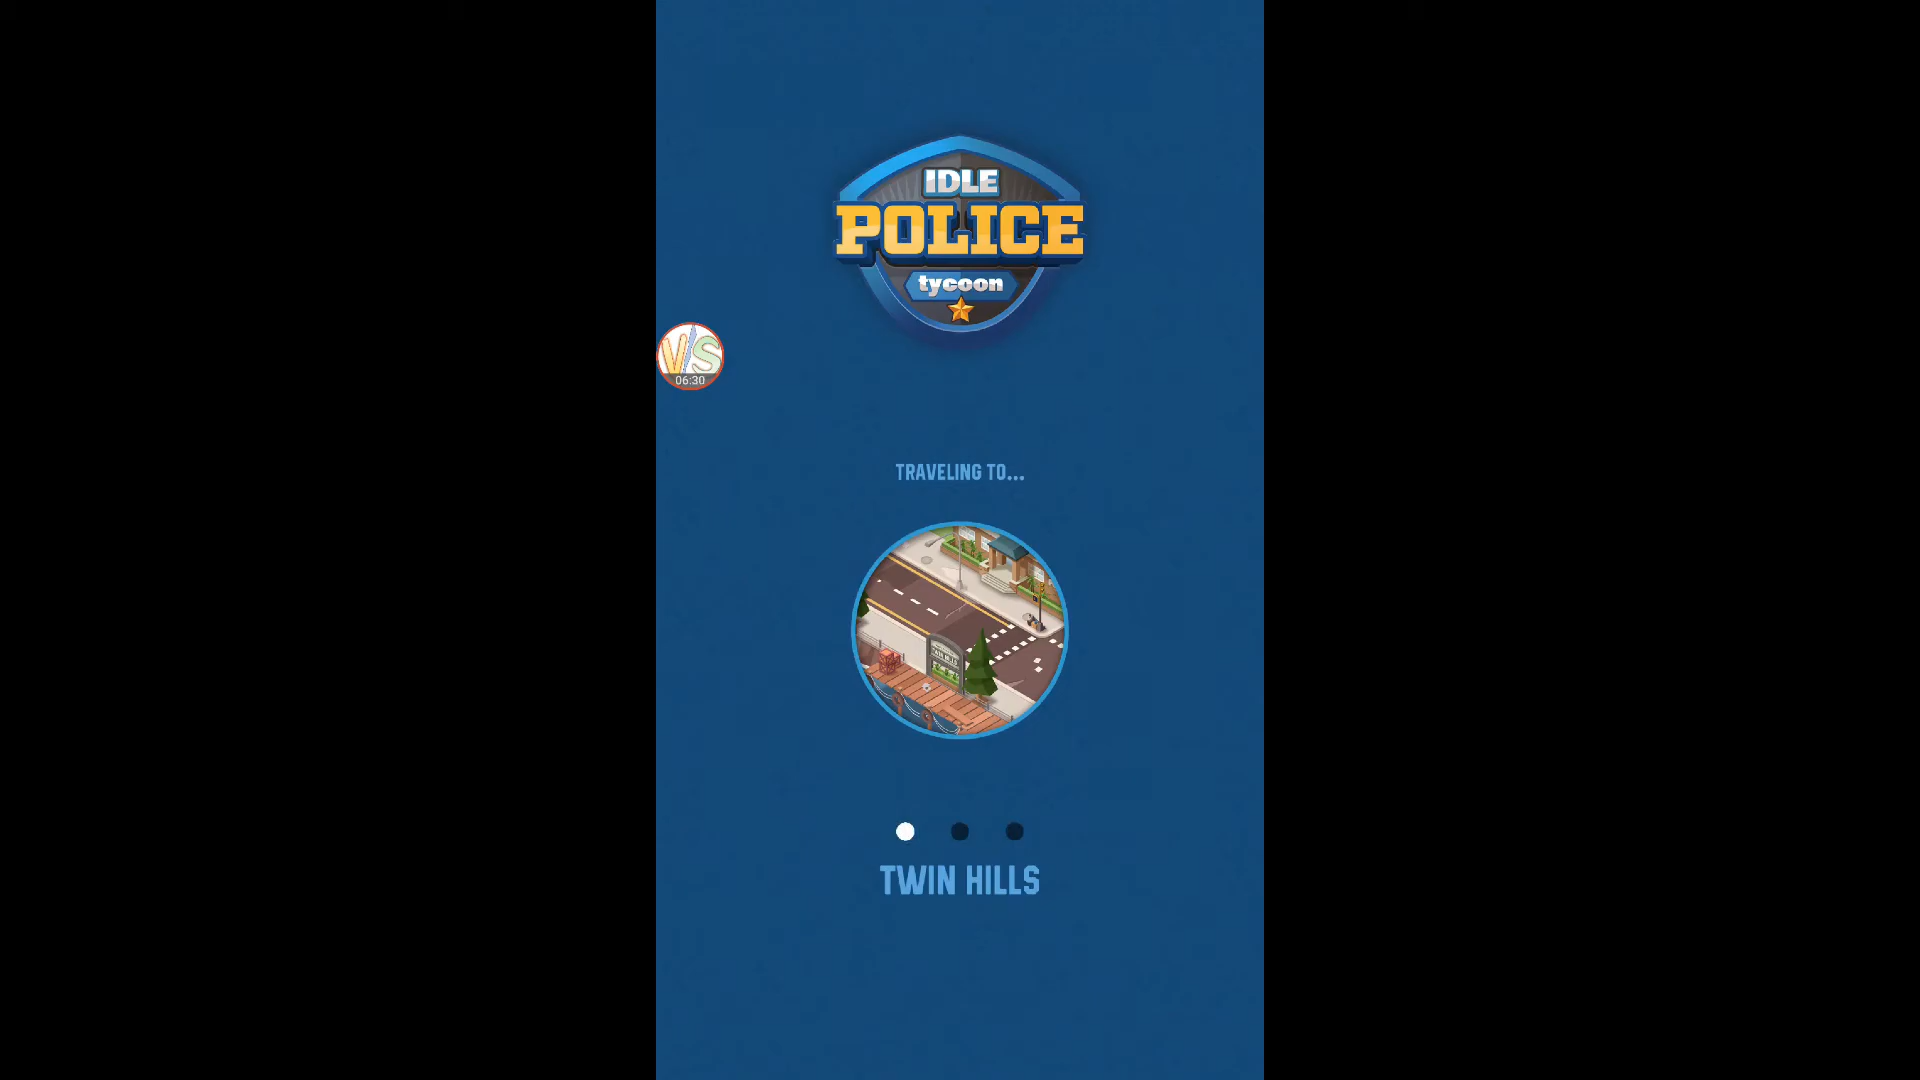 IDLE
POLICE
tycoon
VS
06:30
TRAVELING TO...
TWIN HILLS